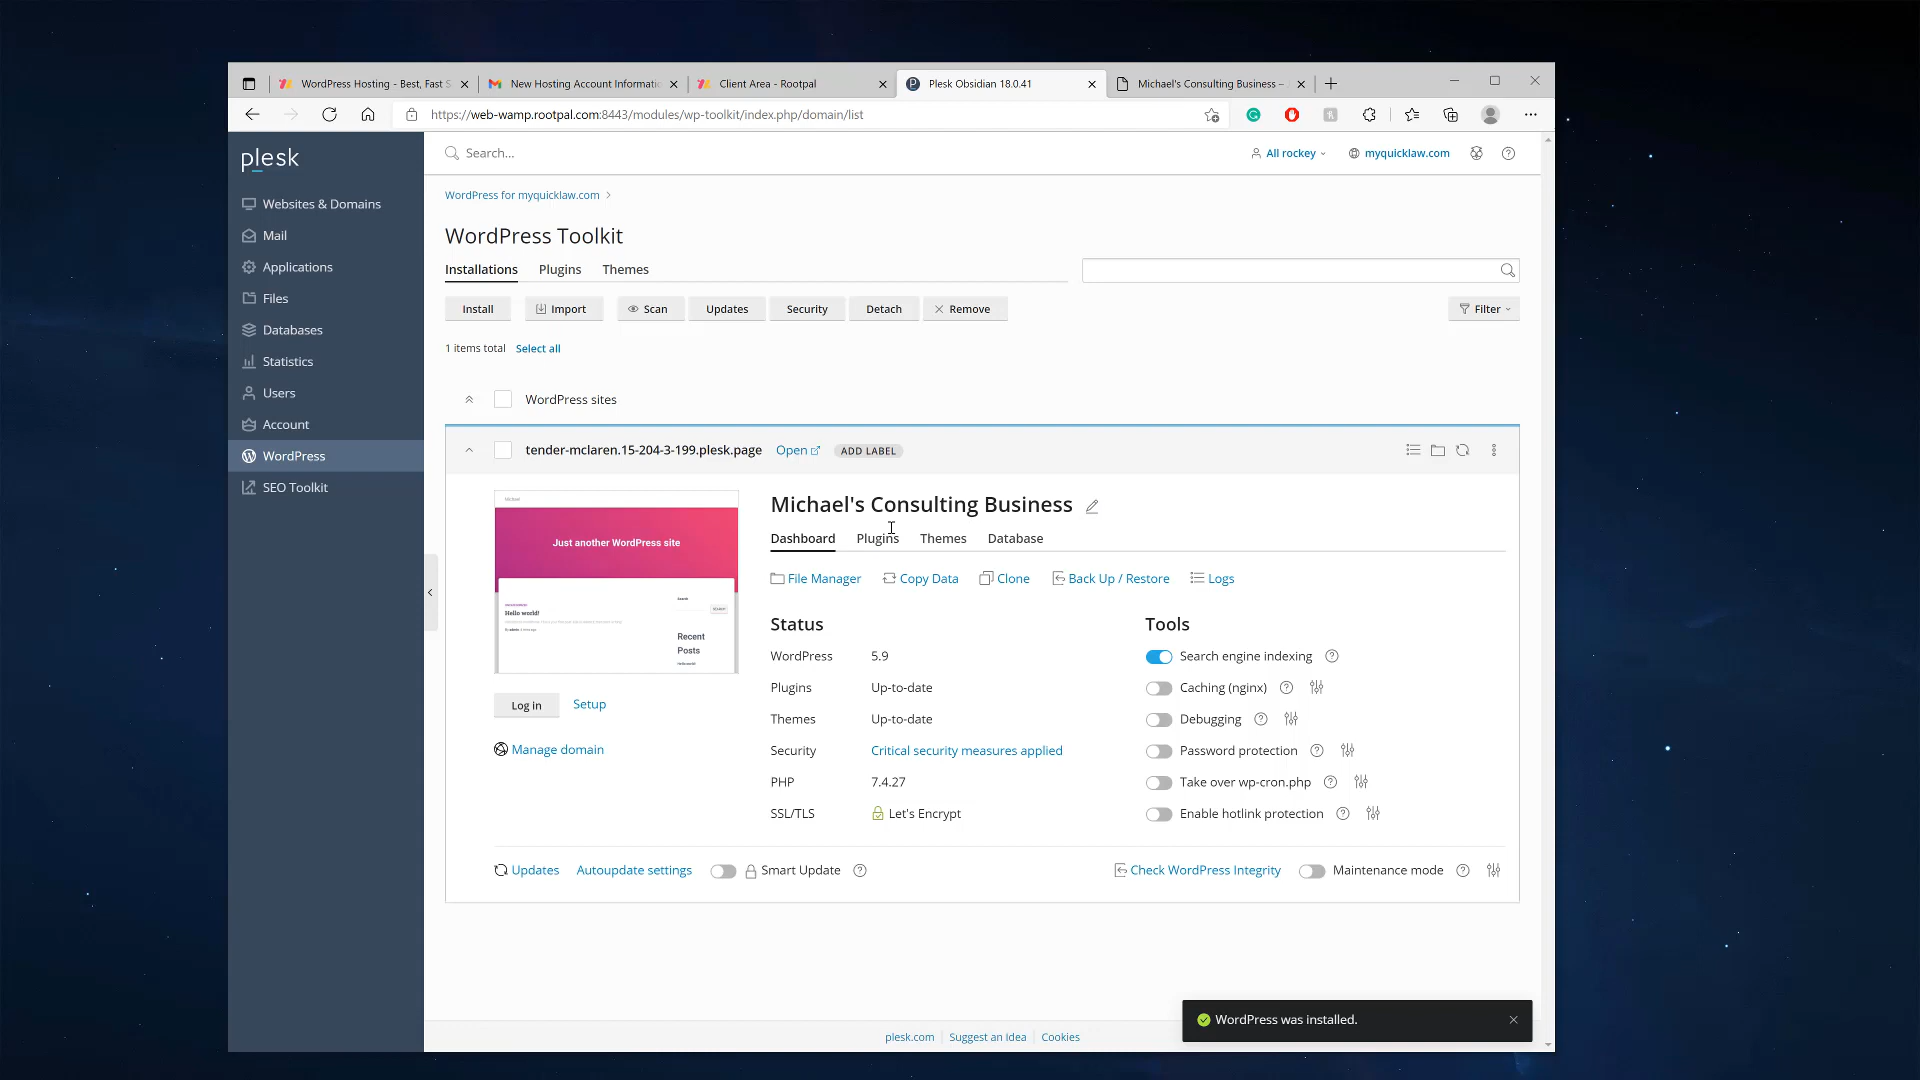 WordPress Hosting - Best, Fast S
New Hosting Account Informatio
Client Area - Rootpal
Plesk Obsidian 18.0.41
Michael's Consulting Business –
https://web-wamp.rootpal.com:8443/modules/wp-toolkit/index.php/domain/list
plesk
Search...
All rockey
myquicklaw.com
Websites & Domains
Mail
Applications
Files
Databases
Statistics
Users
Account
WordPress
SEO Toolkit
WordPress for myquicklaw.com
WordPress Toolkit
Installations Plugins Themes
Install Import Scan Updates Security Detach Remove Filter
1 items total Select all
WordPress sites
tender-mclaren.15-204-3-199.plesk.page Open ADD LABEL
Michael
Just another WordPress site
Hello world!
Search
SEARCH
Recent
Posts
Hello world!
Log in Setup
Manage domain
Michael's Consulting Business
Dashboard Plugins Themes Database
File Manager Copy Data Clone Back Up / Restore Logs
Status
WordPress 5.9
Plugins Up-to-date
Themes Up-to-date
Security Critical security measures applied
PHP 7.4.27
SSL/TLS Let's Encrypt
Tools
Search engine indexing
Caching (nginx)
Debugging
Password protection
Take over wp-cron.php
Enable hotlink protection
Updates Autoupdate settings Smart Update Check WordPress Integrity Maintenance mode
WordPress was installed.
plesk.com Suggest an idea Cookies